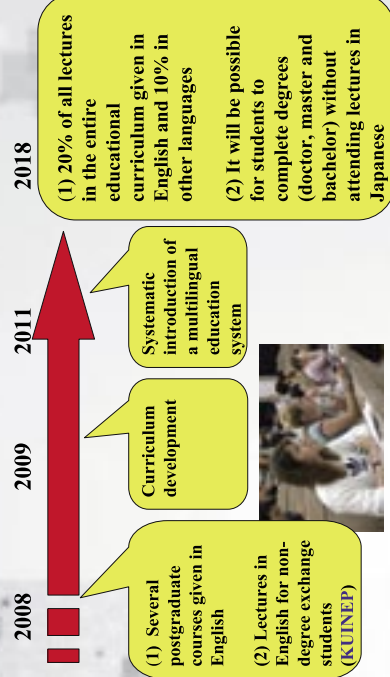 2008
2009
2011
2018
(1) Several
postgraduate
courses given in
English
(2) Lectures in
English for non-
degree exchange
students
(KUINEP)
Curriculum
development
Systematic
introduction of
a multilingual
education
system
(1) 20% of all lectures
in the entire
educational
curriculum given in
English and 10% in
other languages
(2) It will be possible
for students to
complete degrees
(doctor, master and
bachelor) without
attending lectures in
Japanese